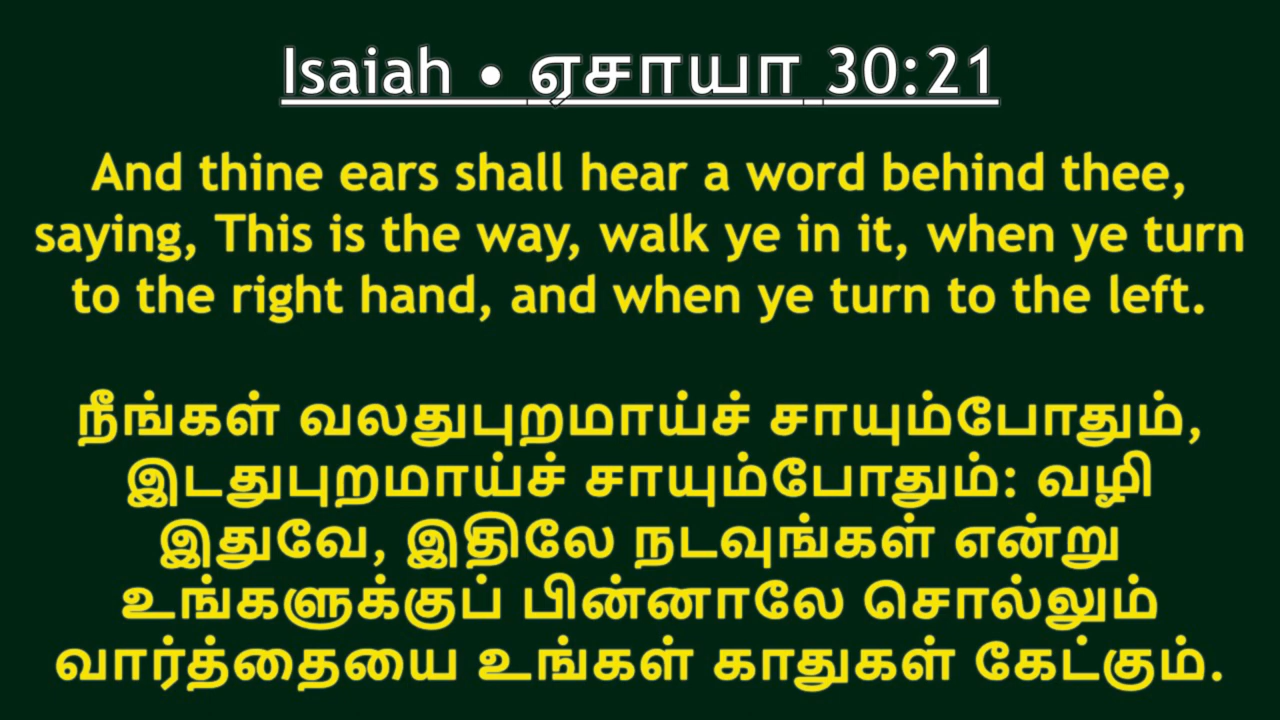 Isaiah • ஏசாயா 30:21
And thine ears shall hear a word behind thee,
saying, This is the way, walk ye in it, when ye turn
to the right hand, and when ye turn to the left.
நீங்கள் வலதுபுறமாய்ச் சாயும்போதும்,
இடதுபுறமாய்ச் சாயும்போதும்: வழி
இதுவே, இதிலே நடவுங்கள் என்று
உங்களுக்குப் பின்னாலே சொல்லும்
வார்த்தையை உங்கள் காதுகள் கேட்கும்.